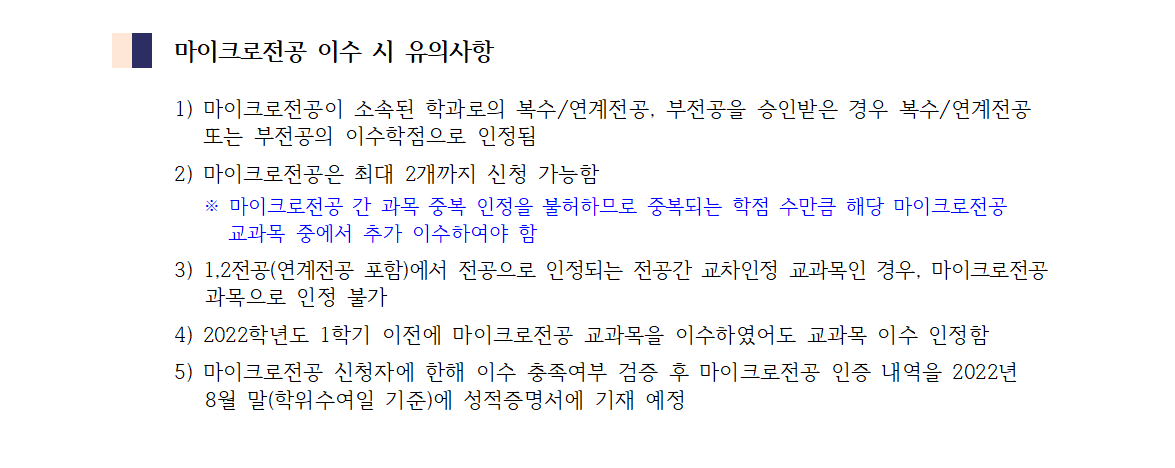 마이크로전공 이수 시 유의사항
1) 마이크로전공이 소속된 학과로의 복수/연계전공, 부전공을 승인받은 경우 복수/연계전공
또는 부전공의 이수학점으로 인정됨
2) 마이크로전공은 최대 2개까지 신청 가능함
※ 마이크로전공 간 과목 중복 인정을 불허하므로 중복되는 학점 수만큼 해당 마이크로전공
교과목 중에서 추가 이수하여야 함
3) 1,2전공(연계전공 포함)에서 전공으로 인정되는 전공간 교차인정 교과목인 경우, 마이크로전공
과목으로 인정 불가
4) 2022학년도 1학기 이전에 마이크로전공 교과목을 이수하였어도 교과목 이수 인정함
5) 마이크로전공 신청자에 한해 이수 충족여부 검증 후 마이크로전공 인증 내역을 2022년
8월 말(학위수여일 기준)에 성적증명서에 기재 예정